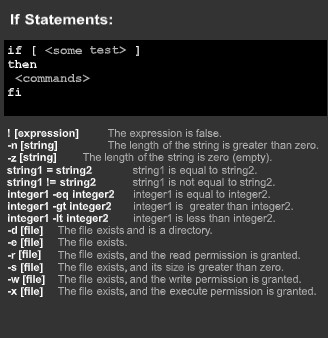 If Statements:
if [ <some test> ]
then
<commands>
fi
! [expression] The expression is false.
-n [string] The length of the string is greater than zero.
-z [string] The length of the string is zero (empty).
string1 = string2 string1 is equal to string2.
string1 != string2 string1 is not equal to string2.
integer1 -eq integer2 integer1 is equal to integer2.
integer1 -gt integer2 integer1 is greater than integer2.
integer1 -lt integer2 integer1 is less than integer2.
-d [file] The file exists and is a directory.
-e [file] The file exists.
-r [file] The file exists, and the read permission is granted.
-s [file] The file exists, and its size is greater than zero.
-w [file] The file exists, and the write permission is granted.
-x [file] The file exists, and the execute permission is granted.